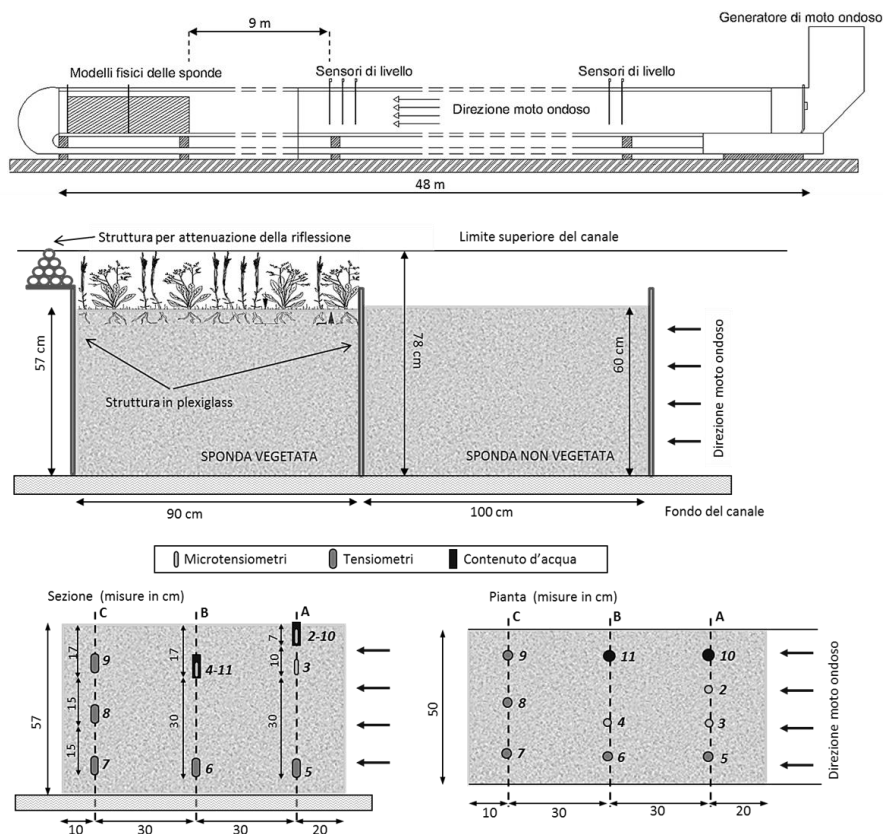 Generatore di moto ondoso
9 m
Modelli fisici delle sponde
Sensori di livello
Sensori di livello
Direzione moto ondoso
48 m
Struttura per attenuazione della riflessione
Limite superiore del canale
57 cm
78 cm
60 cm
Direzione moto ondoso
Struttura in plexiglass
SPONDA VEGETATA
SPONDA NON VEGETATA
90 cm
100 cm
Fondo del canale
Microtensiometri
Tensiometri
Contenuto d'acqua
Sezione (misure in cm)
C
B
A
57
17
15
15
17
30
7
10
30
9
8
7
4-11
6
2-10
3
5
10
30
30
20
Pianta (misure in cm)
C
B
A
50
9
11
10
2
8
4
3
7
6
5
Direzione moto ondoso
10
30
30
20